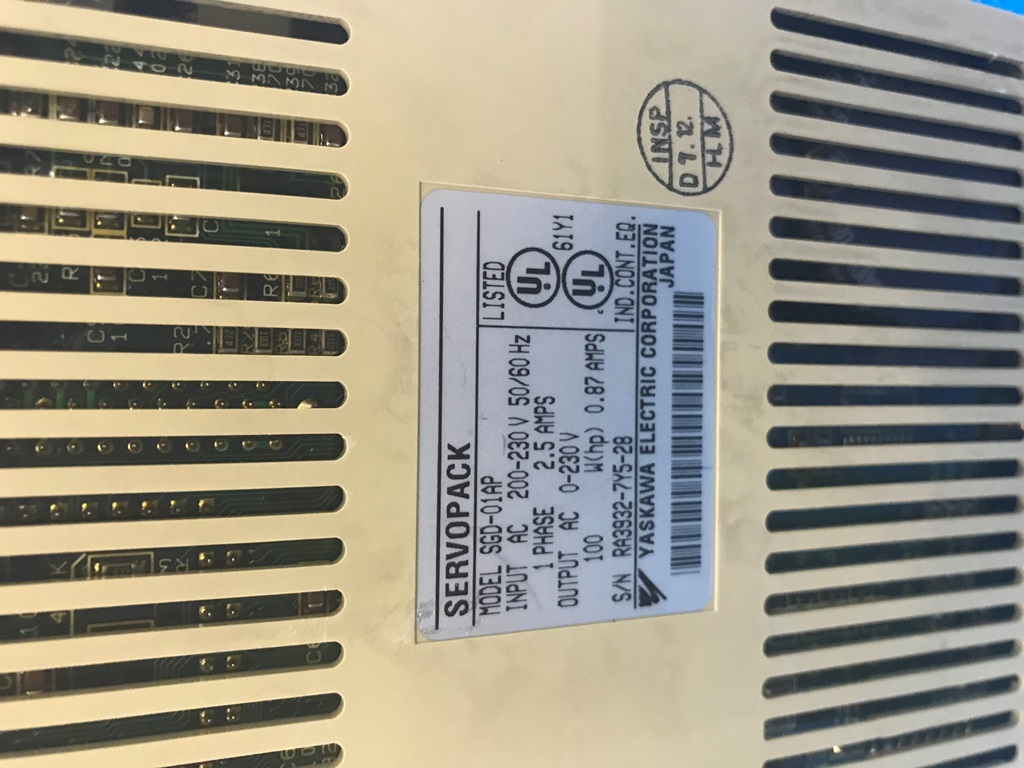 SERVOPACK
MODEL SGD-01AP
INPUT AC 200-230 V 50/60 Hz
1 PHASE 2.5 AMPS
OUTPUT AC 0-230 V
100 W(hp) 0.87 AMPS
S/N RA3932-7Y5-28
LISTED
UL
61Y1
UL
IND.CONT.EQ.
YASKAWA ELECTRIC CORPORATION
JAPAN
INSP
D 7.12.
H.M